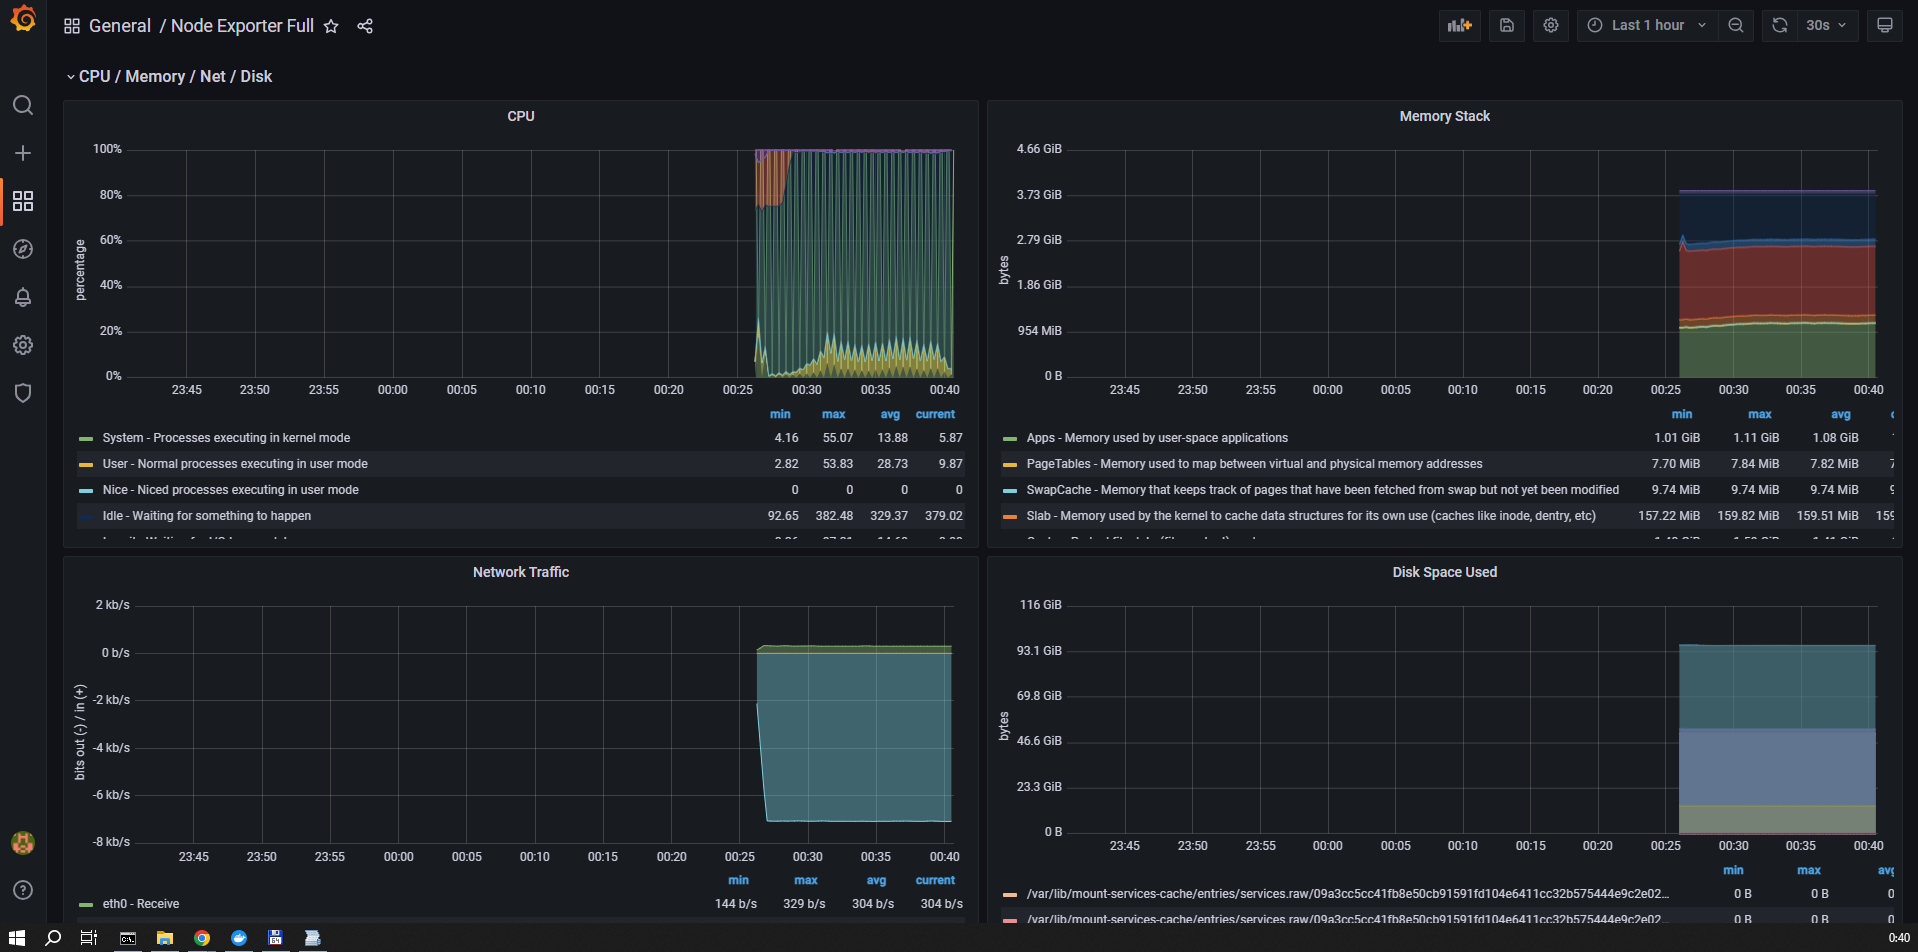 General / Node Exporter Full
Last 1 hour
30s
CPU / Memory / Net / Disk
CPU
percentage
100%
80%
60%
40%
20%
0%
23:45 23:50 23:55 00:00 00:05 00:10 00:15 00:20 00:25 00:30 00:35 00:40
min max avg current
System - Processes executing in kernel mode 4.16 55.07 13.88 5.87
User - Normal processes executing in user mode 2.82 53.83 28.73 9.87
Nice - Niced processes executing in user mode 0 0 0 0
Idle - Waiting for something to happen 92.65 382.48 329.37 379.02
Memory Stack
bytes
4.66 GiB
3.73 GiB
2.79 GiB
1.86 GiB
954 MiB
0 B
23:45 23:50 23:55 00:00 00:05 00:10 00:15 00:20 00:25 00:30 00:35 00:40
min max avg
Apps - Memory used by user-space applications 1.01 GiB 1.11 GiB 1.08 GiB
PageTables - Memory used to map between virtual and physical memory addresses 7.70 MiB 7.84 MiB 7.82 MiB
SwapCache - Memory that keeps track of pages that have been fetched from swap but not yet been modified 9.74 MiB 9.74 MiB 9.74 MiB
Slab - Memory used by the kernel to cache data structures for its own use (caches like inode, dentry, etc) 157.22 MiB 159.82 MiB 159.51 MiB 159
Network Traffic
bits out (-) / in (+)
2 kb/s
0 b/s
-2 kb/s
-4 kb/s
-6 kb/s
-8 kb/s
23:45 23:50 23:55 00:00 00:05 00:10 00:15 00:20 00:25 00:30 00:35 00:40
min max avg current
eth0 - Receive 144 b/s 329 b/s 304 b/s 304 b/s
Disk Space Used
bytes
116 GiB
93.1 GiB
69.8 GiB
46.6 GiB
23.3 GiB
0 B
23:45 23:50 23:55 00:00 00:05 00:10 00:15 00:20 00:25 00:30 00:35 00:40
min max avg
/var/lib/mount-services-cache/entries/services.raw/09a3cc5cc41fb8e50cb91591fd104e6411cc32b575444e9c2e02... 0 B 0 B 0
/var/lib/mount-services-cache/entries/services.raw/09a3cc5cc41fb8e50cb91591fd104e6411cc32b575444e9c2e02... 0 B 0 B 0
0:40